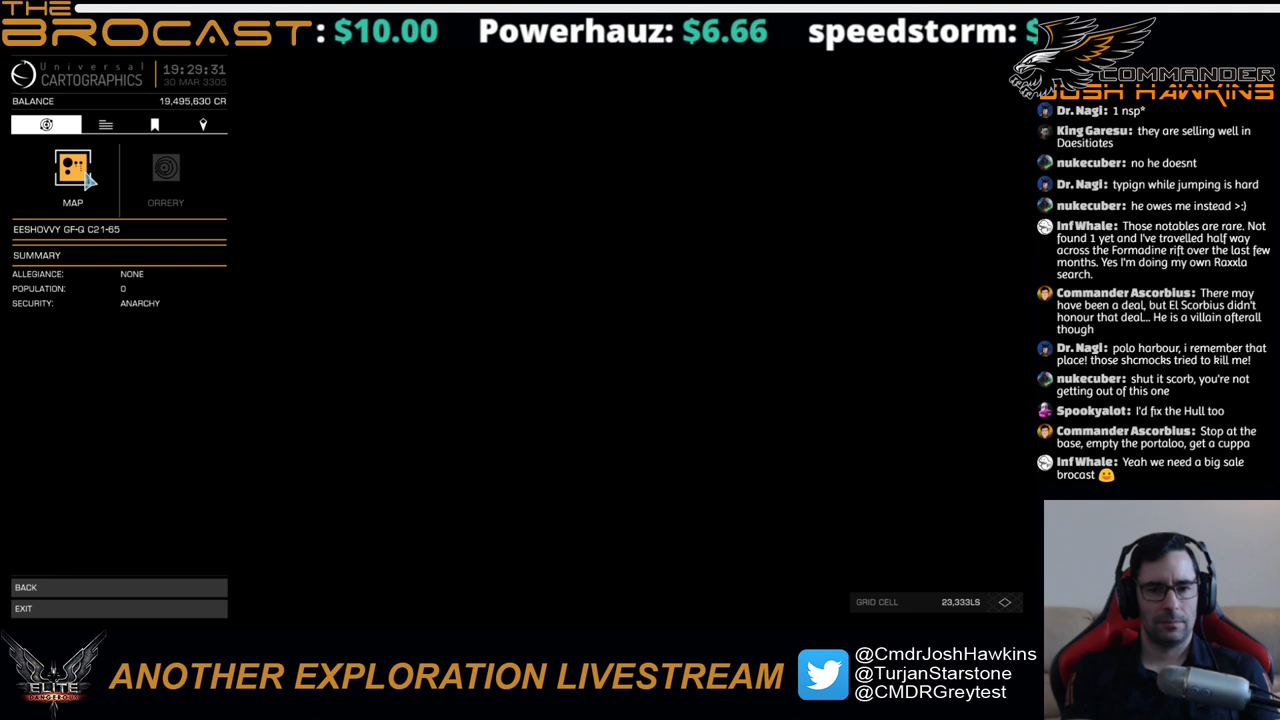 THE
BROCAST : $10.00 Powerhauz: $6.66 speedstorm: $
COMMANDER
JOSH HAWKINS
Universal
CARTOGRAPHICS
19:29:31
30 MAR 3305
BALANCE 19,495,630 CR
MAP ORRERY
EESHOVVY GF-Q C21-65
SUMMARY
ALLEGIANCE: NONE
POPULATION: 0
SECURITY: ANARCHY
BACK
EXIT
GRID CELL 23,333LS
Dr. Nagi: 1 nsp*
King Garesu: they are selling well in
Daesitiates
nukecuber: no he doesnt
Dr. Nagi: typign while jumping is hard
nukecuber: he owes me instead >:)
Inf Whale: Those notables are rare. Not
found 1 yet and I've travelled half way
across the Formadine rift over the last few
months. Yes I'm doing my own Raxxla
search.
Commander Ascorbius: There may
have been a deal, but El Scorbius didn't
honour that deal... He is a villain afterall
though
Dr. Nagi: polo harbour, i remember that
place! those shcmocks tried to kill me!
nukecuber: shut it scorb, you're not
getting out of this one
Spookyalot: I'd fix the Hull too
Commander Ascorbius: Stop at the
base, empty the portaloo, get a cuppa
Inf Whale: Yeah we need a big sale
brocast
ELITE
DANGEROUS
ANOTHER EXPLORATION LIVESTREAM
@CmdrJoshHawkins
@TurjanStarstone
@CMDRGreytest